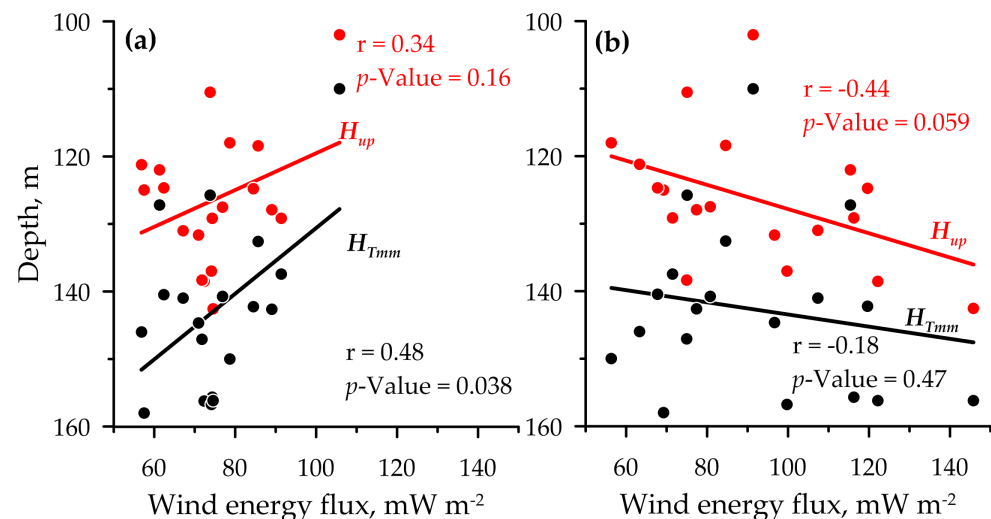 100
120
140
160
Depth, m
(a)
r = 0.34
p-Value = 0.16
Hup
HTmm
r = 0.48
p-Value = 0.038
60 80 100 120 140
Wind energy flux, mW m-2
100
120
140
160
(b)
r = -0.44
p-Value = 0.059
Hup
HTmm
r = -0.18
p-Value = 0.47
60 80 100 120 140
Wind energy flux, mW m-2